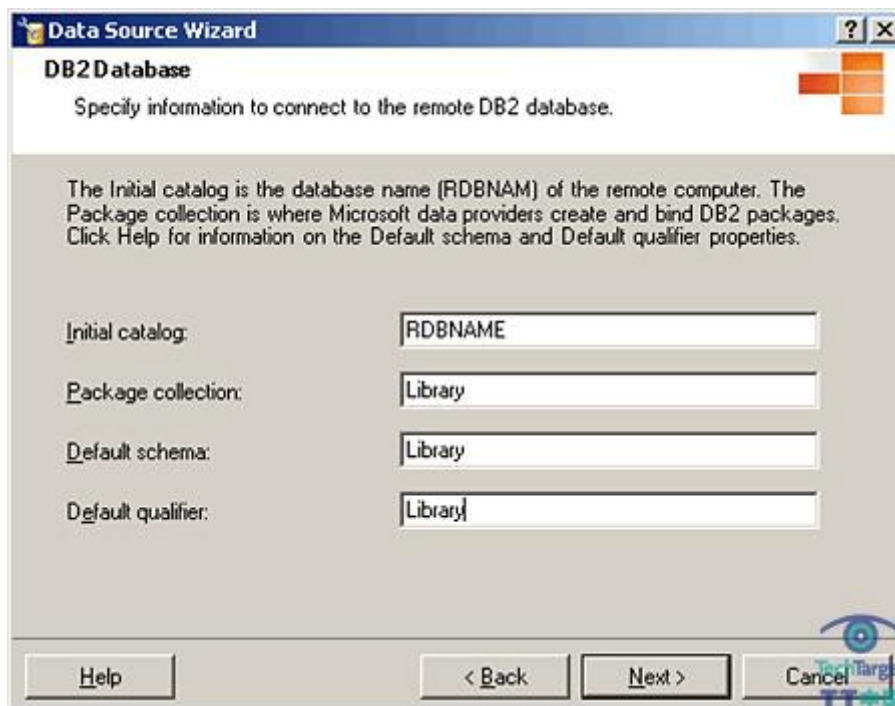 Data Source Wizard
DB2 Database
Specify information to connect to the remote DB2 database.
The Initial catalog is the database name (RDBNAM) of the remote computer. The
Package collection is where Microsoft data providers create and bind DB2 packages.
Click Help for information on the Default schema and Default qualifier properties.
Initial catalog: RDBNAME
Package collection: Library
Default schema: Library
Default qualifier: Library
Help < Back Next > Cancel